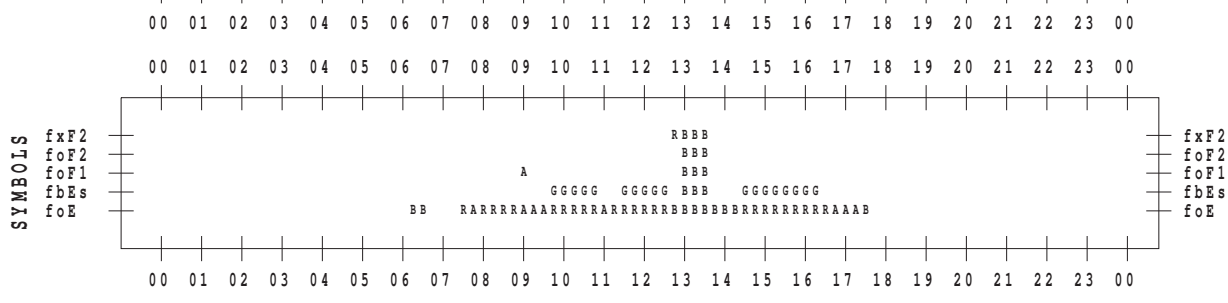 00 01 02 03 04 05 06 07 08 09 10 11 12 13 14 15 16 17 18 19 20 21 22 23 00
00 01 02 03 04 05 06 07 08 09 10 11 12 13 14 15 16 17 18 19 20 21 22 23 00
SYMBOLS
fxF2 RBBB fxF2
foF2 BBB foF2
foF1 A BBB foF1
fbEs GGGGG GGGGG BBB GGGGGGGG fbEs
foE BB RARRRRAAARRRRRARRRRRRBBBBBBBRRRRRRRRRAAAB foE
00 01 02 03 04 05 06 07 08 09 10 11 12 13 14 15 16 17 18 19 20 21 22 23 00